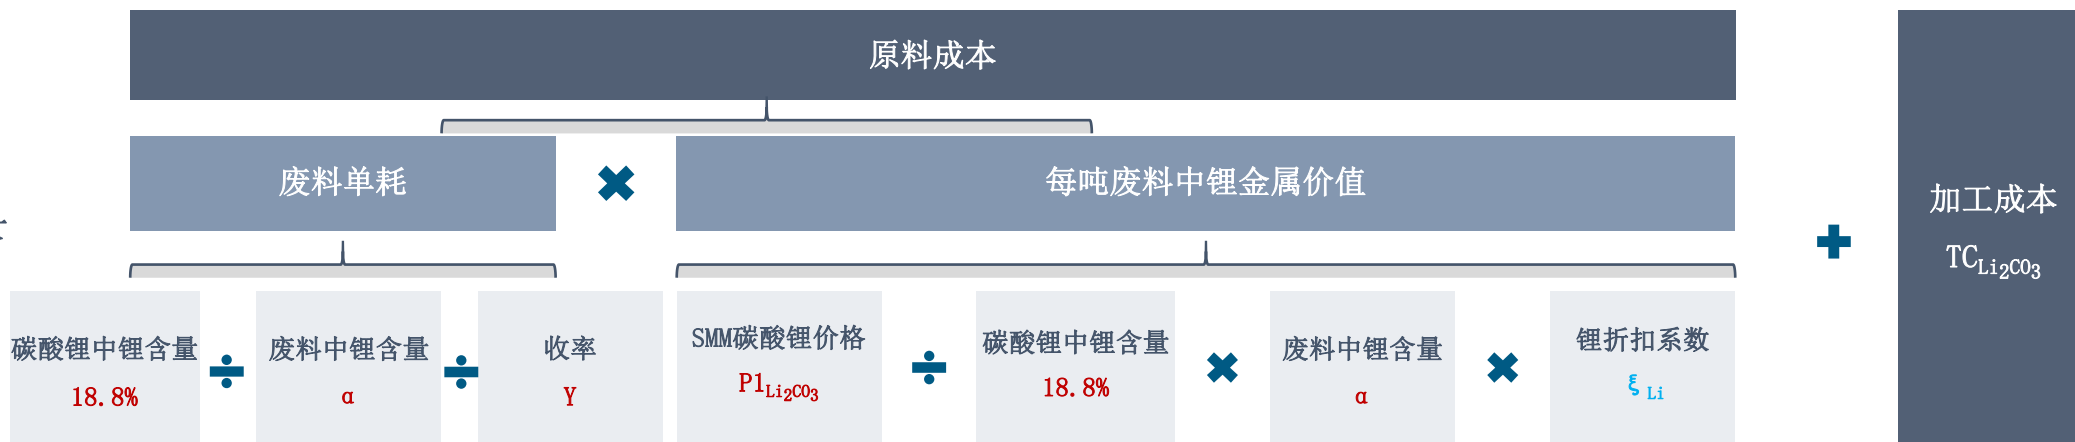 原料成本
废料单耗
每吨废料中锂金属价值
加工成本
TC_Li₂CO₃
碳酸锂中锂含量
18.8%
废料中锂含量
α
收率
Y
SMM碳酸锂价格
P1_Li₂CO₃
碳酸锂中锂含量
18.8%
废料中锂含量
α
锂折扣系数
ξ_Li